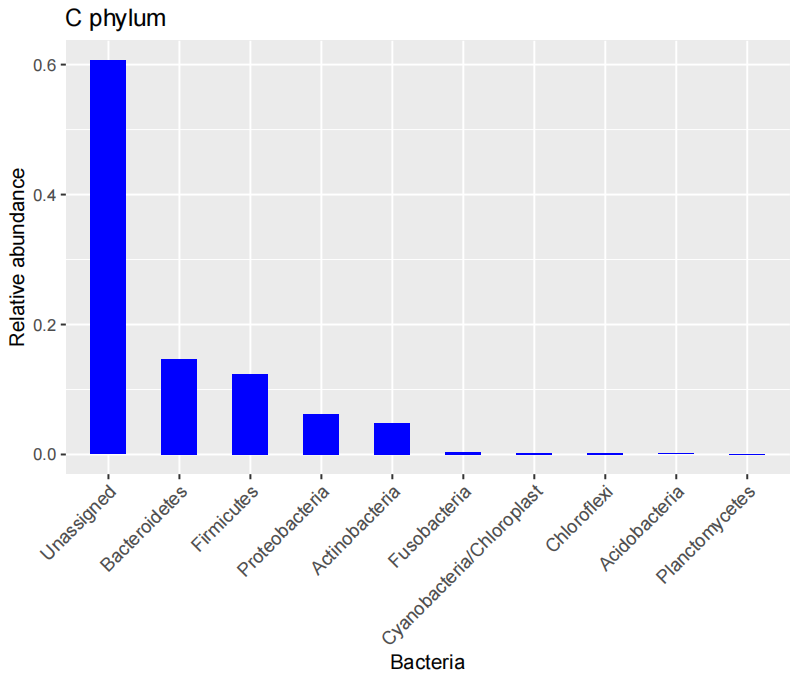 C phylum
Relative abundance
0.6
0.4
0.2
0.0
Unassigned
Bacteroidetes
Firmicutes
Proteobacteria
Actinobacteria
Fusobacteria
Cyanobacteria/Chloroplast
Chloroflexi
Acidobacteria
Planctomycetes
Bacteria